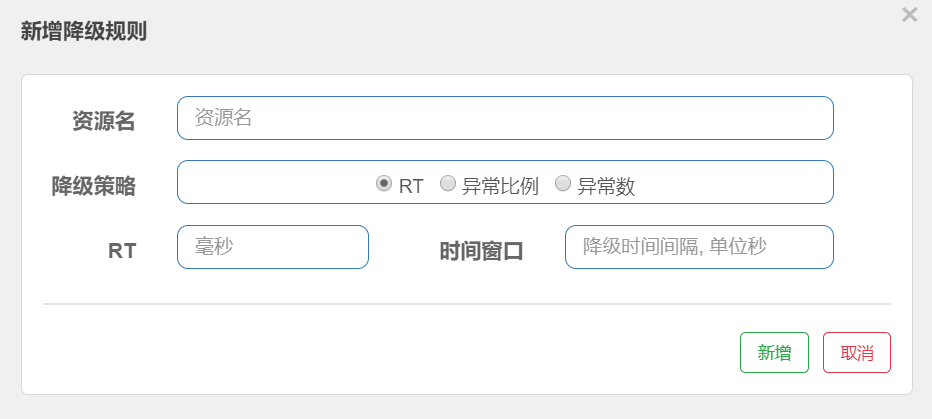 新增降级规则
×
资源名 资源名
降级策略 RT 异常比例 异常数
RT 毫秒 时间窗口 降级时间间隔, 单位秒
新增 取消